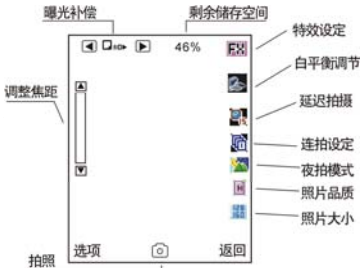 曝光补偿
剩余储存空间
46%
FX
特效设定
白平衡调节
调整焦距
延迟拍摄
连拍设定
夜拍模式
照片品质
照片大小
选项
返回
拍照